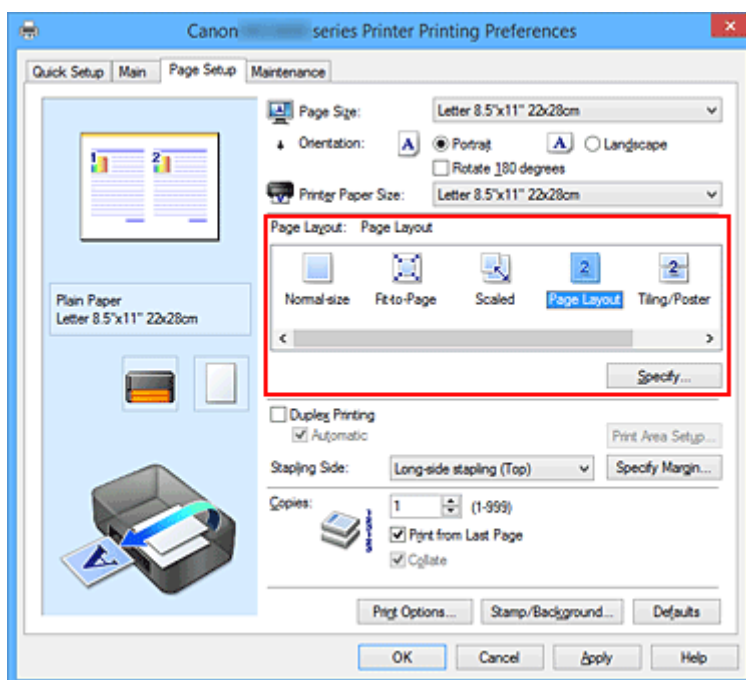 Canon series Printer Printing Preferences
Quick Setup Main Page Setup Maintenance
Page Size: Letter 8.5"x11" 22x28cm
Orientation: A Portrait A Landscape
Rotate 180 degrees
Printer Paper Size: Letter 8.5"x11" 22x28cm
Page Layout: Page Layout
1 2
2 2
Normal-size Fit-to-Page Scaled Page Layout Tiling/Poster
Plain Paper
Letter 8.5"x11" 22x28cm
Specify...
Duplex Printing
Automatic
Print Area Setup...
Stapling Side: Long-side stapling (Top) Specify Margin...
Copies: 1 (1-999)
Print from Last Page
Collate
A
Print Options... Stamp/Background... Defaults
OK Cancel Apply Help